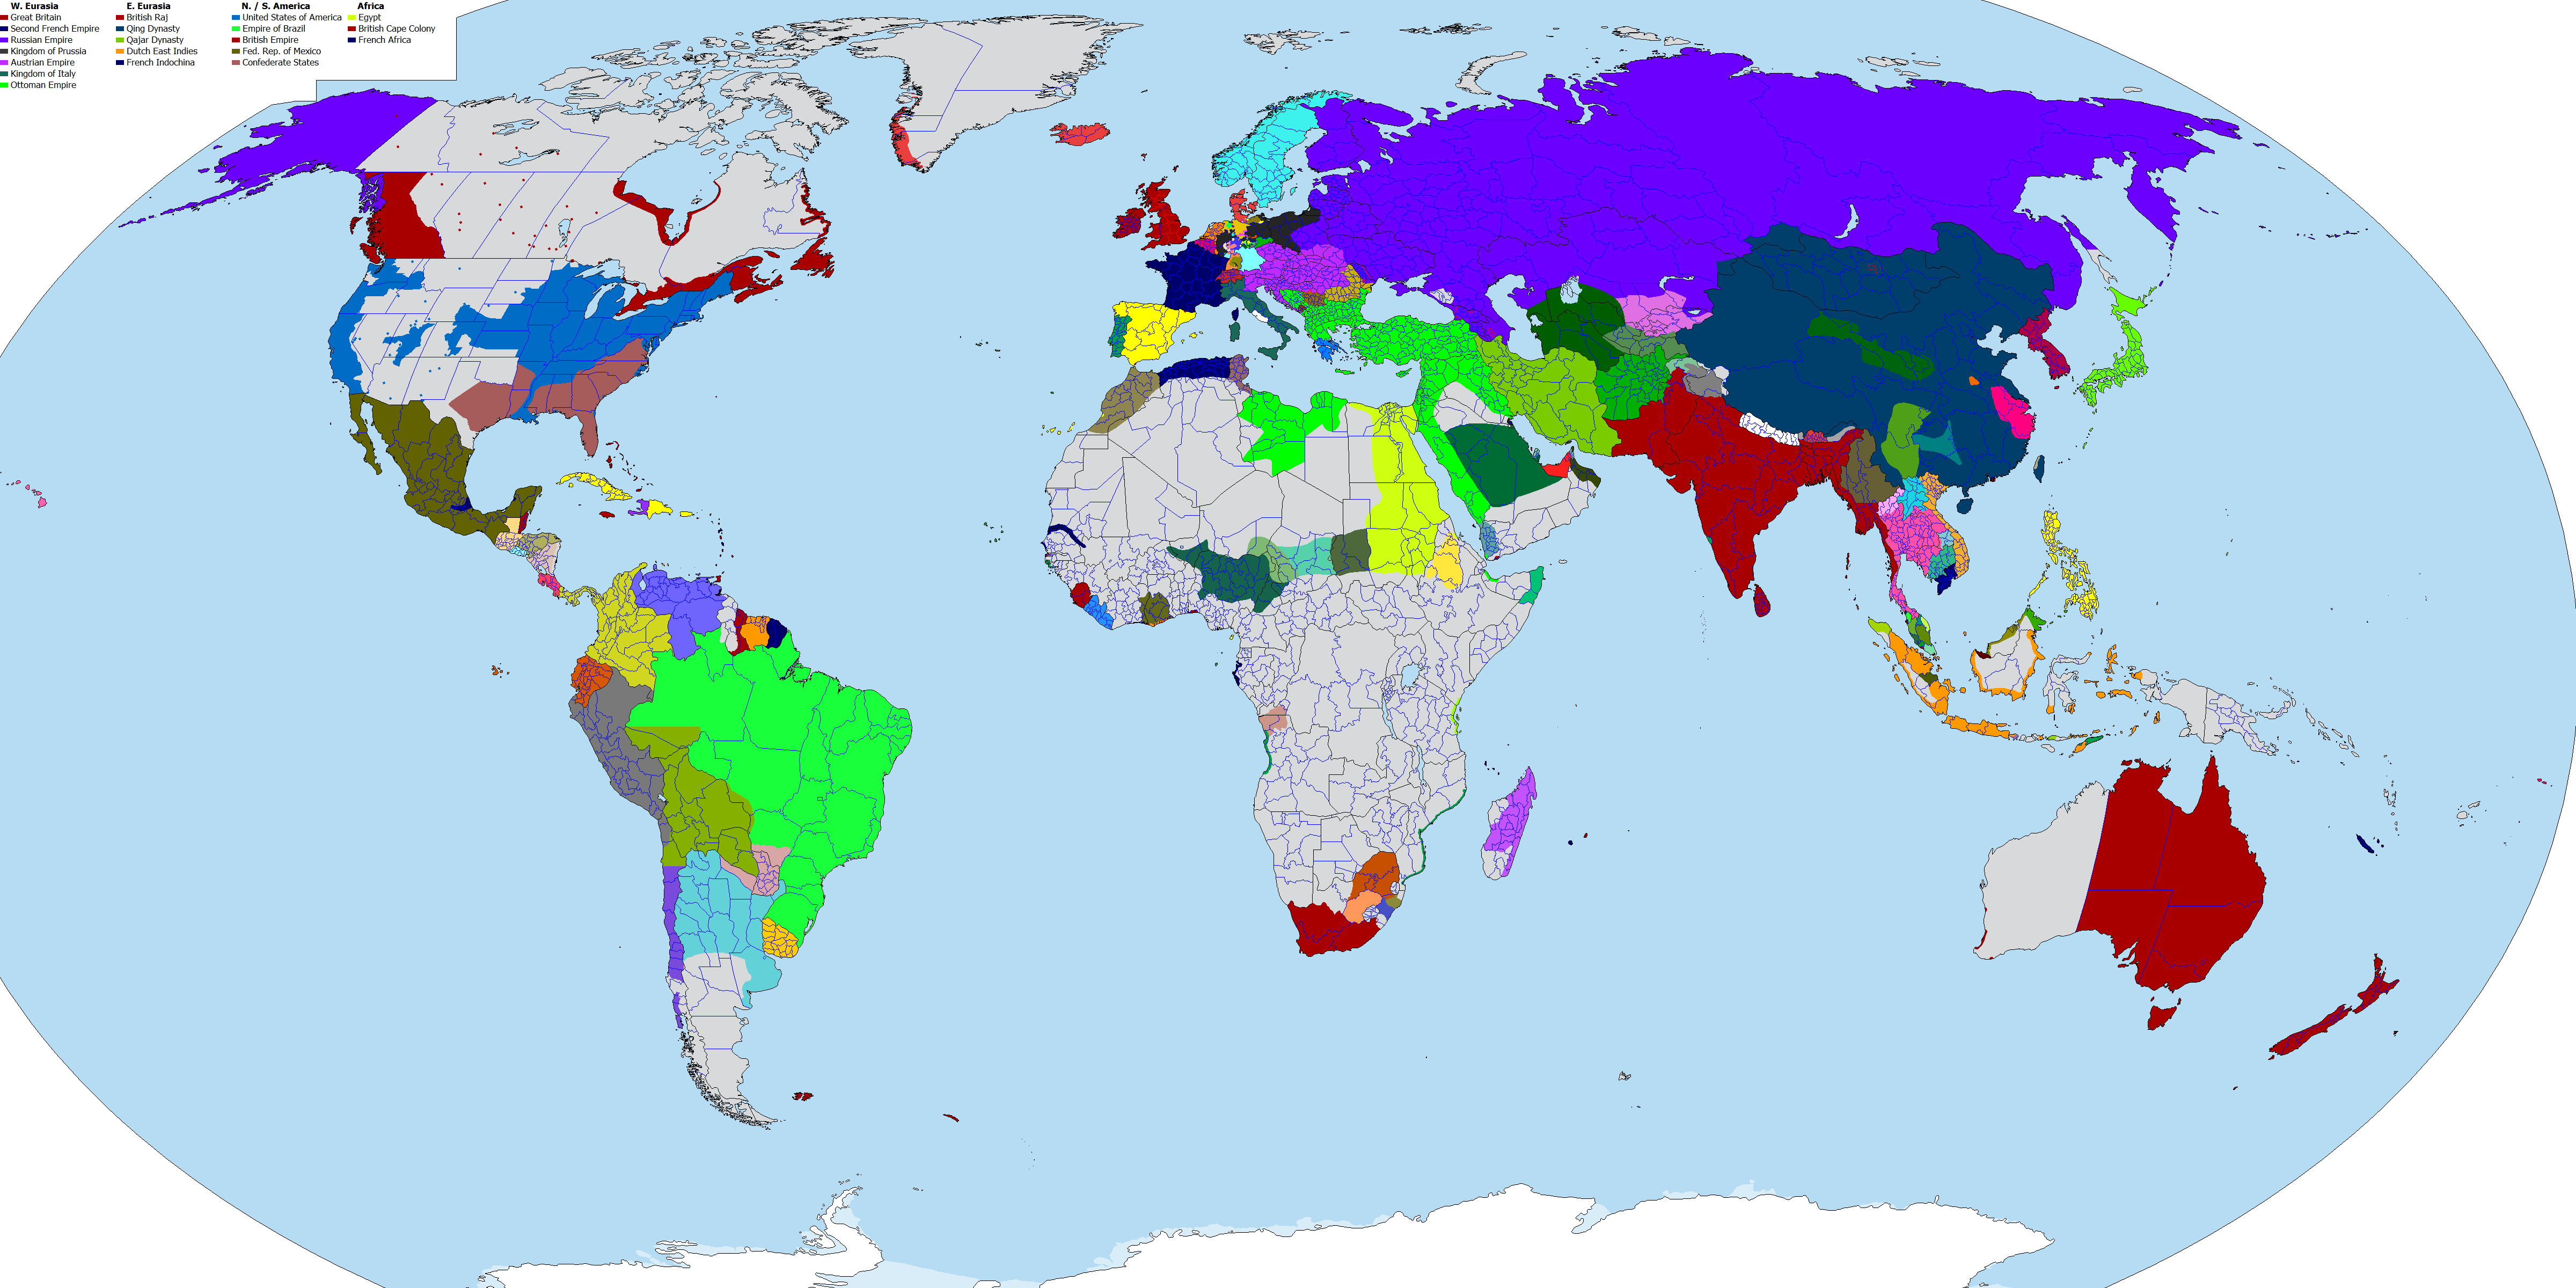 W. Eurasia
Great Britain
Second French Empire
Russian Empire
Kingdom of Prussia
Austrian Empire
Kingdom of Italy
Ottoman Empire
E. Eurasia
British Raj
Qing Dynasty
Qajar Dynasty
Dutch East Indies
French Indochina
N. / S. America
United States of America
Empire of Brazil
British Empire
Fed. Rep. of Mexico
Confederate States
Africa
Egypt
British Cape Colony
French Africa